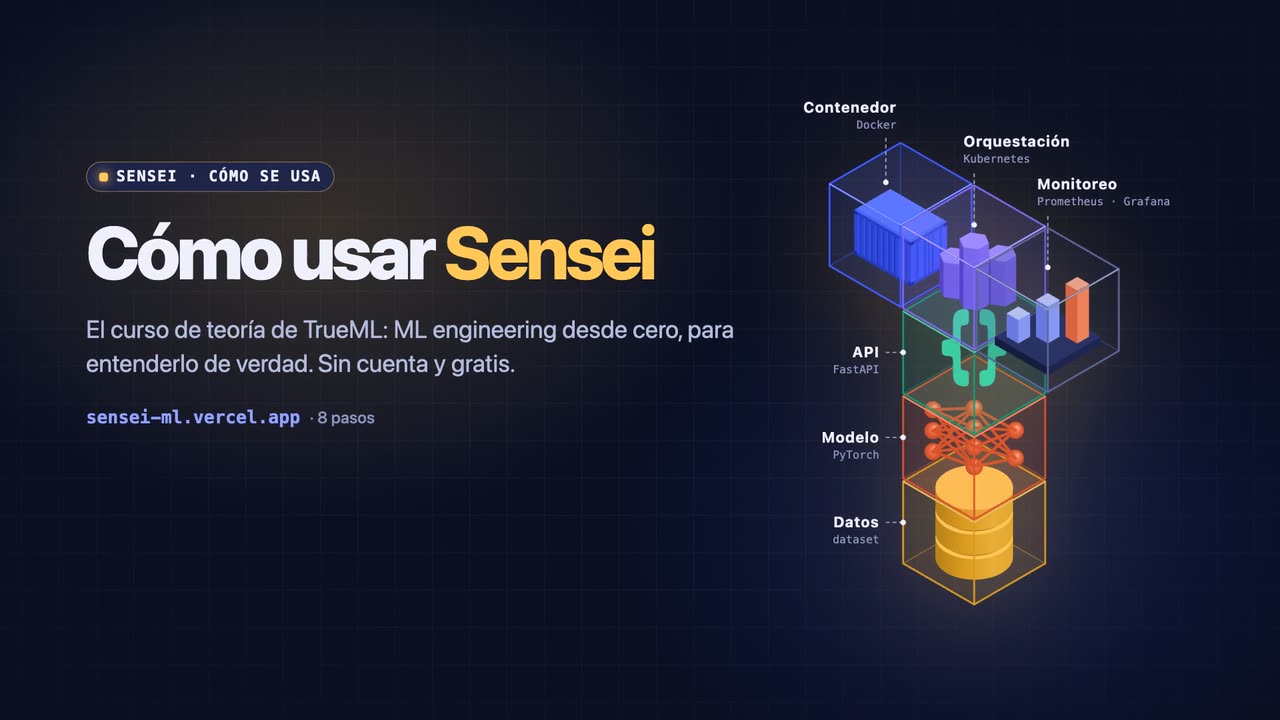 SENSEI · CÓMO SE USA
Cómo usar Sensei
El curso de teoría de TrueML: ML engineering desde cero, para
entenderlo de verdad. Sin cuenta y gratis.
sensei-ml.vercel.app · 8 pasos
Contenedor
Docker
Orquestación
Kubernetes
Monitoreo
Prometheus · Grafana
API
FastAPI
Modelo
PyTorch
Datos
dataset